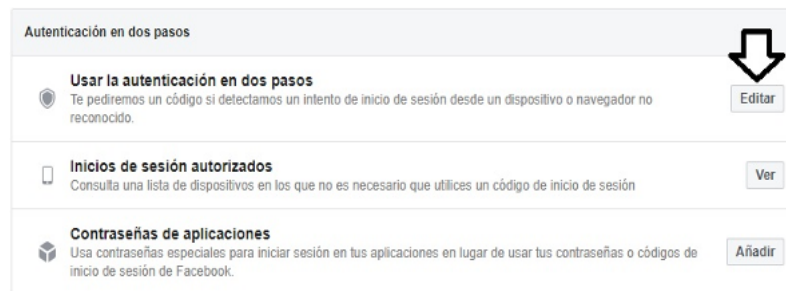 Autenticación en dos pasos
Usar la autenticación en dos pasos
Te pediremos un código si detectamos un intento de inicio de sesión desde un dispositivo o navegador no
reconocido.
Editar
Inicios de sesión autorizados
Consulta una lista de dispositivos en los que no es necesario que utilices un código de inicio de sesión
Ver
Contraseñas de aplicaciones
Usa contraseñas especiales para iniciar sesión en tus aplicaciones en lugar de usar tus contraseñas o códigos de
inicio de sesión de Facebook.
Añadir